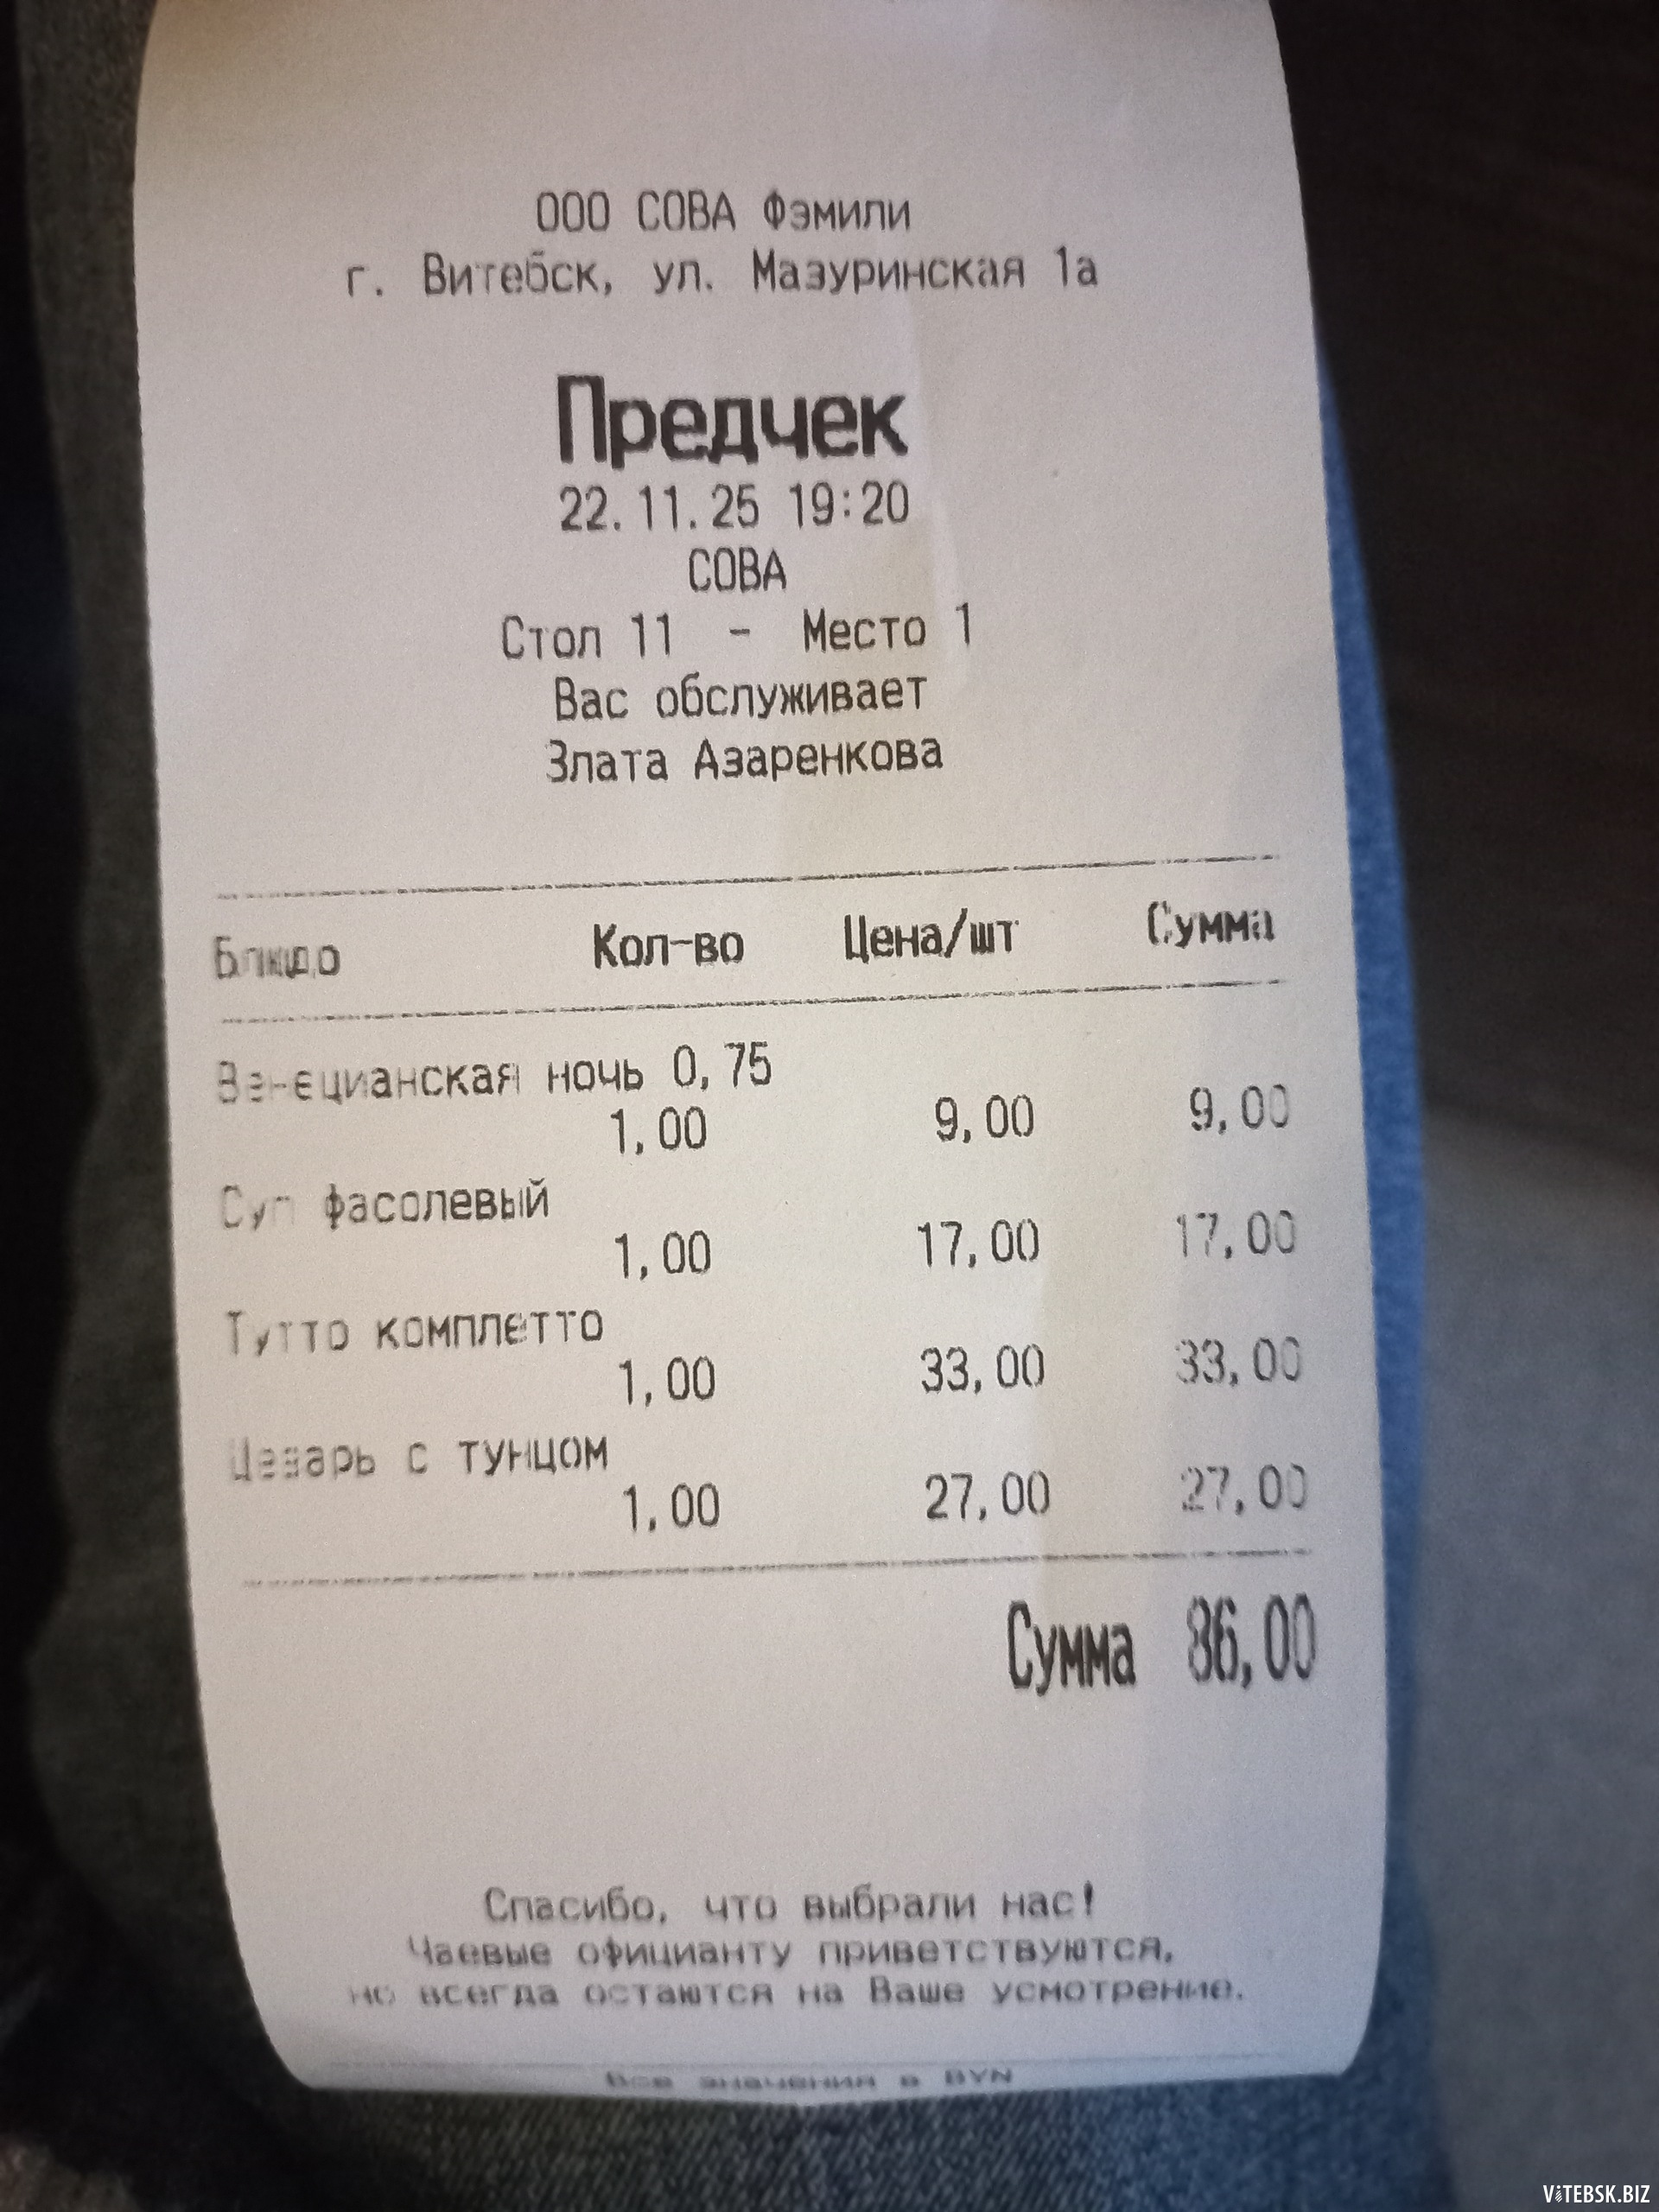 ООО СОВА Фэмили
г. Витебск, ул. Мазуринская 1а
Предчек
22.11.25 19:20
СОВА
Стол 11 - Место 1
Вас обслуживает
Злата Азаренкова
Блюдо Кол-во Цена/шт Сумма
Венецианская ночь 0,75
1,00 9,00 9,00
Суп фасолевый
1,00 17,00 17,00
Тутто комплетто
1,00 33,00 33,00
Цезарь с тунцом
1,00 27,00 27,00
Сумма 86,00
Спасибо, что выбрали нас!
Чаевые официанту приветствуются,
но всегда остаются на Ваше усмотрение.
Все значения в BYN
ViTEBSK.BIZ